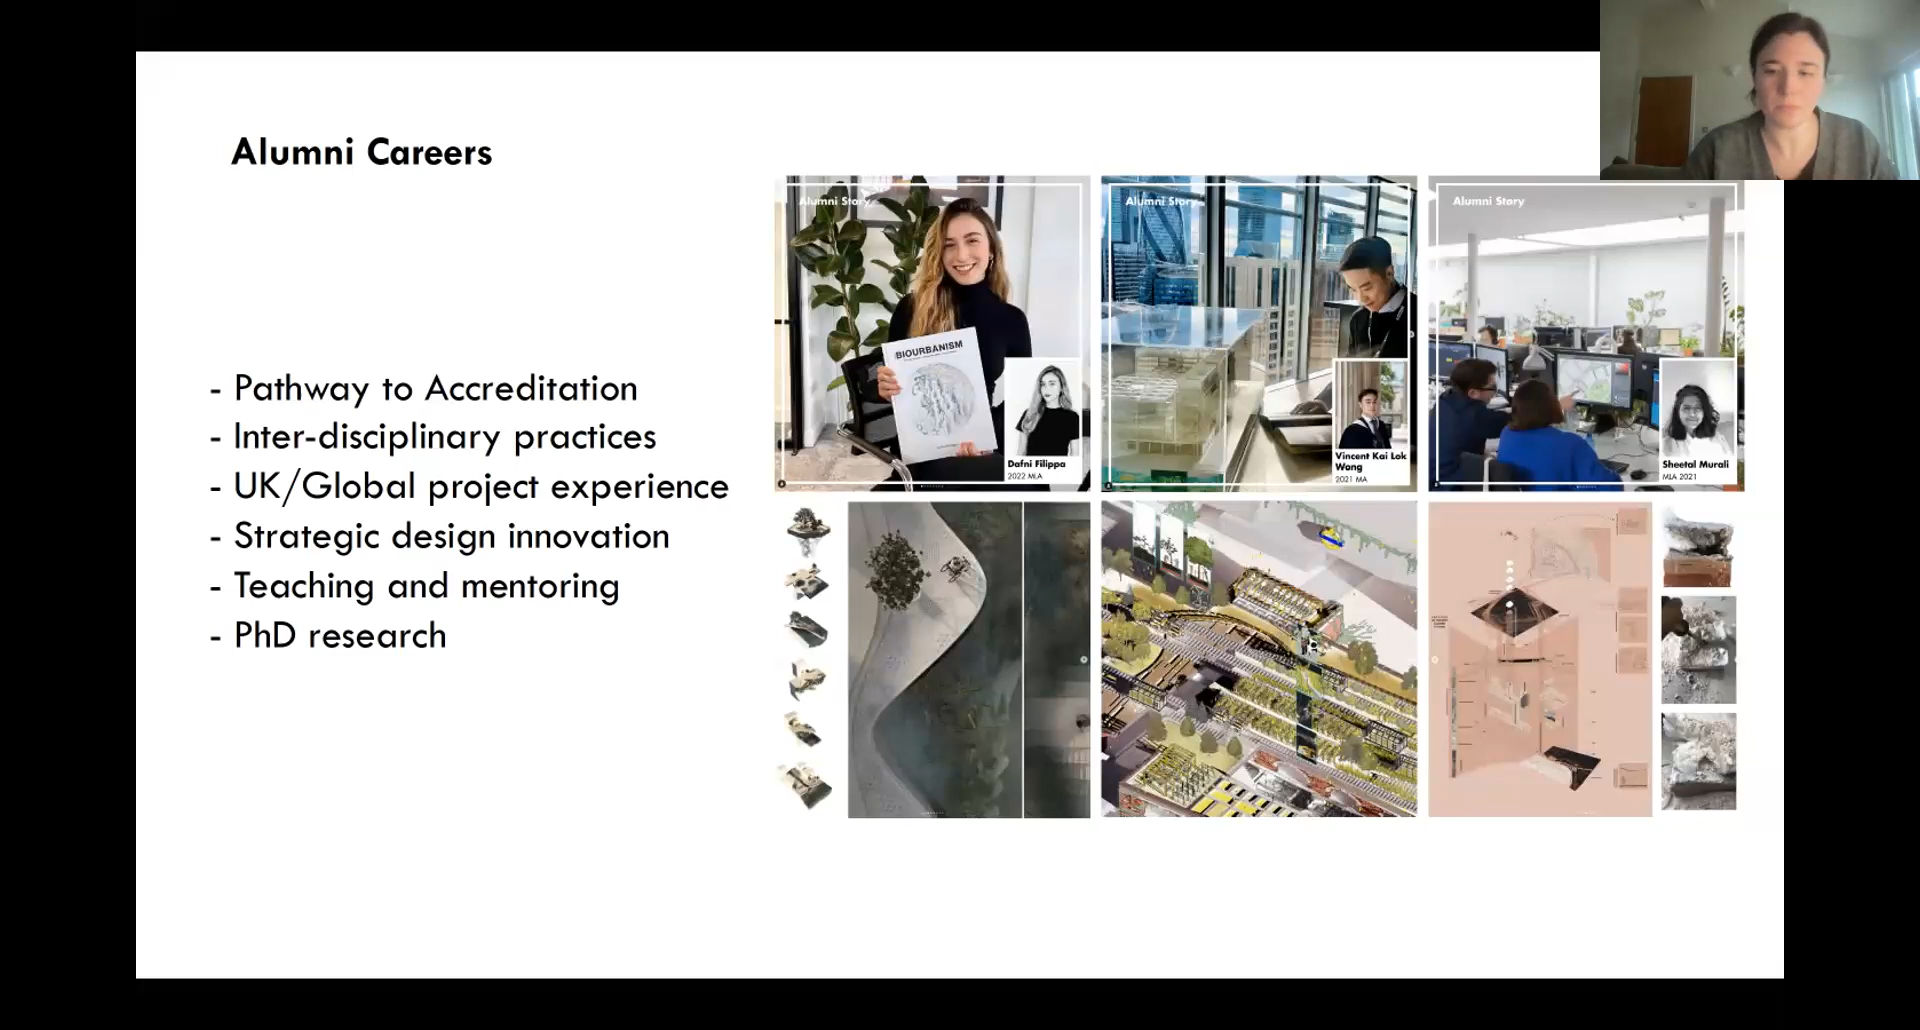 Alumni Careers
- Pathway to Accreditation
- Inter-disciplinary practices
- UK/Global project experience
- Strategic design innovation
- Teaching and mentoring
- PhD research
Alumni Story
BIOURBANISM
Dafni Filippa
2022 MLA
Alumni Story
Vincent Kai Lok
Wong
2021 MA
Alumni Story
Sheetal Murali
MLA 2021